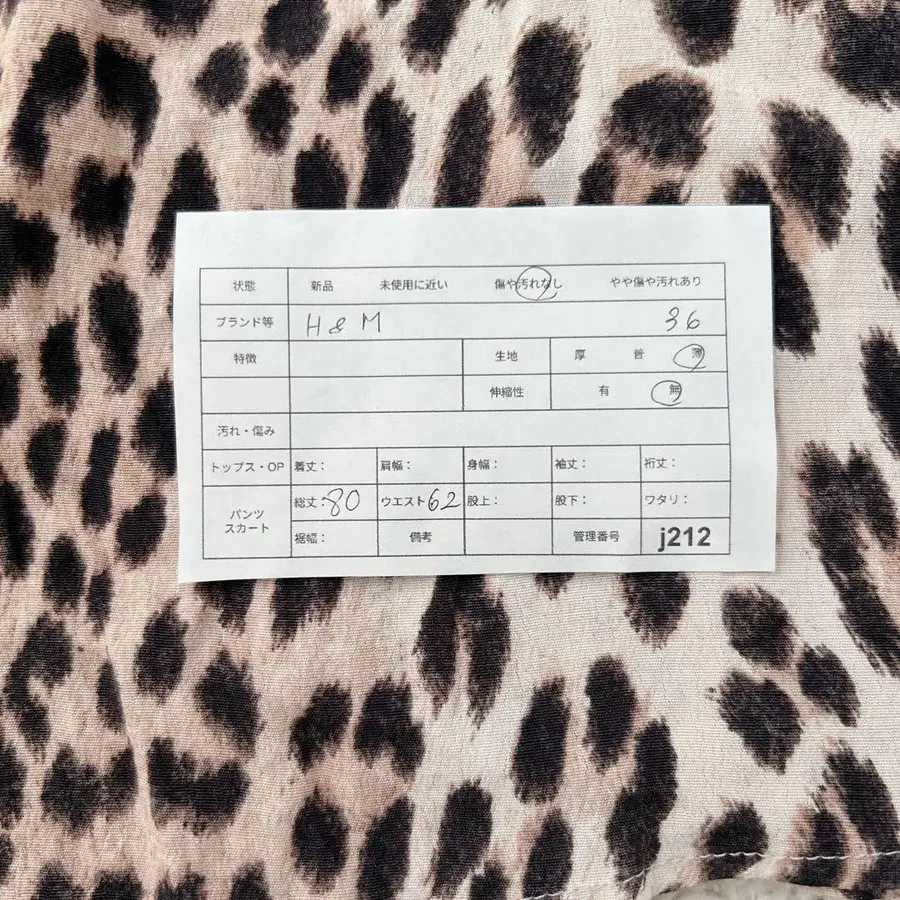 状態 新品 未使用に近い 傷や汚れなし やや傷や汚れあり
ブランド等 H & M 36
特徴 生地 厚 普 薄
伸縮性 有 無
汚れ・傷み
トップス・OP 着丈： 肩幅： 身幅： 袖丈： 裄丈：
パンツ スカート 総丈：80 ウエスト62 股上： 股下： ワタリ：
裾幅： 備考 管理番号 j212